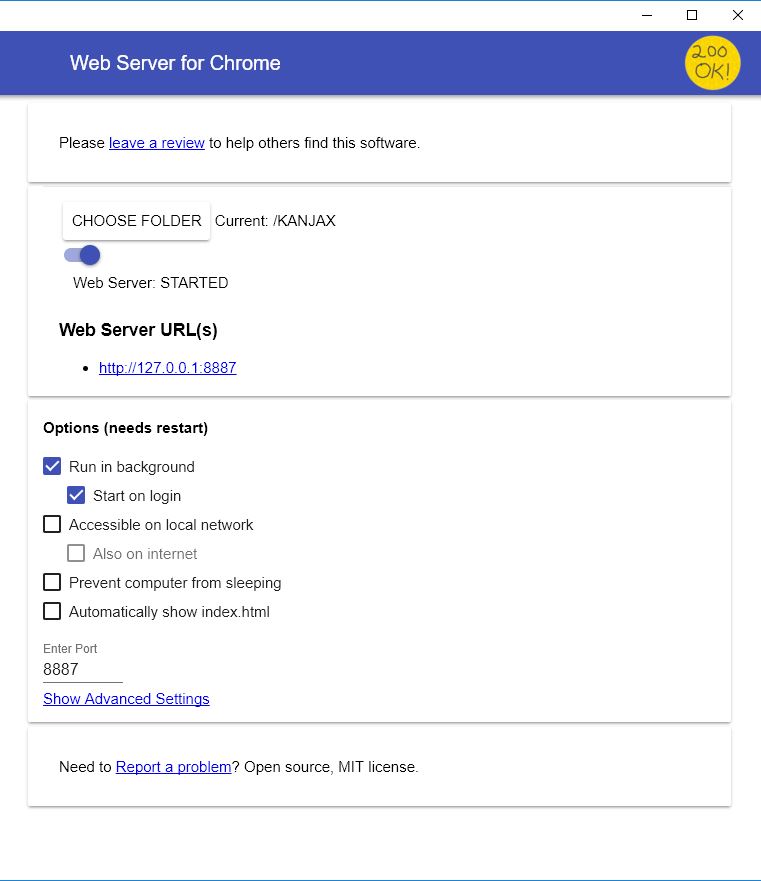 Web Server for Chrome
200
OK!
Please leave a review to help others find this software.
CHOOSE FOLDER Current: /KANJAX
Web Server: STARTED
Web Server URL(s)
http://127.0.0.1:8887
Options (needs restart)
Run in background
Start on login
Accessible on local network
Also on internet
Prevent computer from sleeping
Automatically show index.html
Enter Port
8887
Show Advanced Settings
Need to Report a problem? Open source, MIT license.